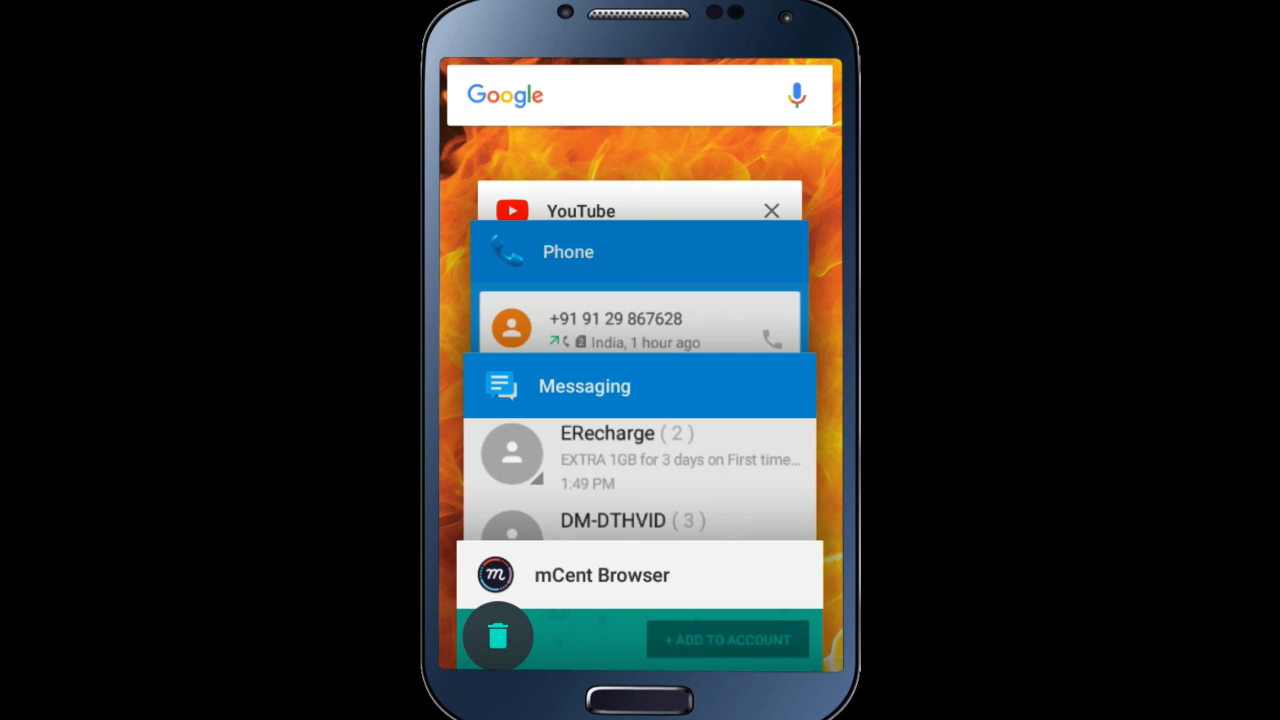 Google
YouTube
Phone
+91 91 29 867628
India, 1 hour ago
Messaging
ERecharge ( 2 )
EXTRA 1GB for 3 days on First time...
1:49 PM
DM-DTHVID ( 3 )
m mCent Browser
+ ADD TO ACCOUNT